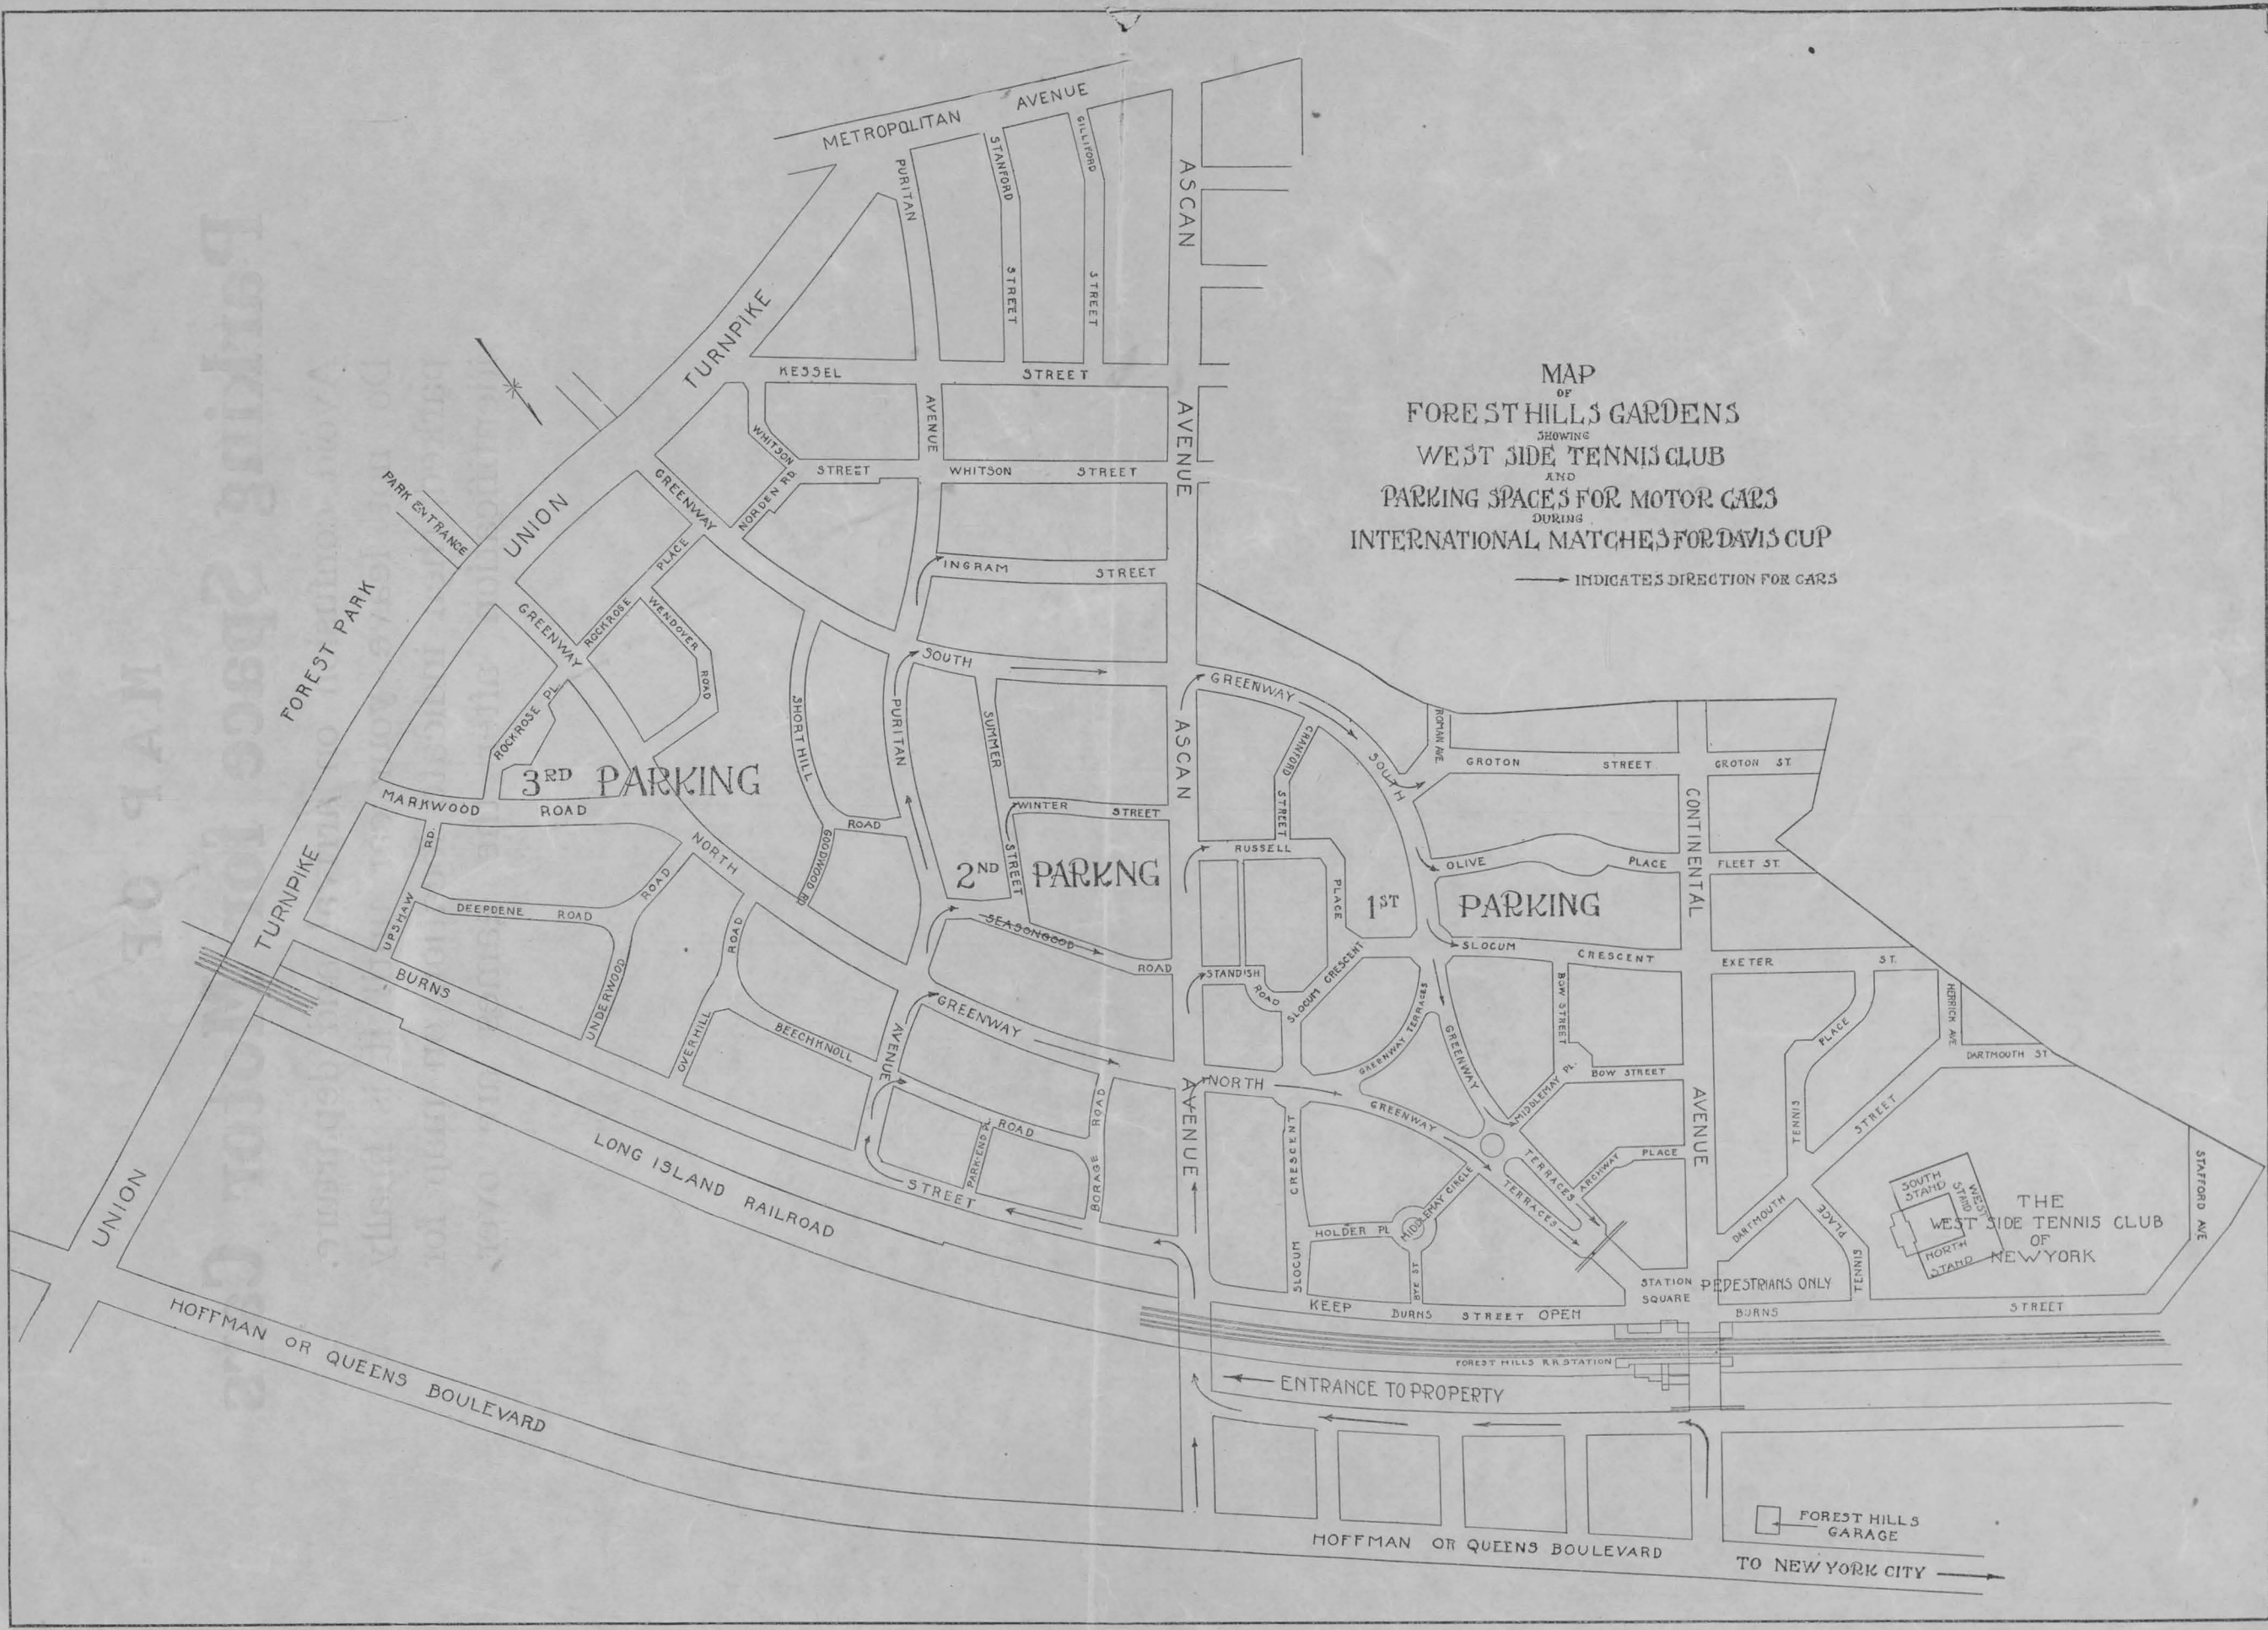 MAP
OF
FOREST HILLS GARDENS
SHOWING
WEST SIDE TENNIS CLUB
AND
PARKING SPACES FOR MOTOR CARS
DURING
INTERNATIONAL MATCHES FOR DAVIS CUP
INDICATES DIRECTION FOR CARS
METROPOLITAN AVENUE
PURITAN
STANFORD
STREET
GILLIFORD
STREET
ASCAN
TURNPIKE
KESSEL STREET
AVENUE
AVENUE
WHITSON
STREET
WHITSON STREET
GREENWAY
NORDEN RD.
PARK ENTRANCE
UNION
INGRAM STREET
PLACE
ROCKROSE
WENDOVER
ROAD
GREENWAY
FOREST PARK
SOUTH
GREENWAY
ROCKROSE PL.
SHORT HILL
ROAD
PURITAN
SUMMER
STREET
ASCAN
CRANFORD
STREET
SOUTH
ROMAN AVE
GROTON STREET
GROTON ST.
3RD PARKING
MARKWOOD ROAD
WINTER STREET
CONTINENTAL
RD.
UPSHAW
NORTH
GOODWOOD RD
RUSSELL
PLACE
OLIVE PLACE
FLEET ST.
2ND PARKNG
1ST PARKING
TURNPIKE
DEEPDENE ROAD
ROAD
UNDERWOOD
ROAD
OVERHILL
SEASONGOOD
ROAD
STANDISH
ROAD
SLOCUM CRESCENT
SLOCUM CRESCENT
EXETER ST.
BURNS
GREENWAY
BEECHKNOLL
ROAD
AVENUE
GREENWAY TERRACES
GREENWAY
BOW STREET
BOW STREET
MIDDLEMAY PL.
PLACE
TENNIS
HERRICK AVE
DARTMOUTH ST
STREET
NORTH
AVENUE
GREENWAY
CRESCENT
SLOCUM
BORAGE ROAD
PARK-END PL.
STREET
LONG ISLAND RAILROAD
TERRACES
TERRACES
ARCHWAY PLACE
MIDDLEMAY CIRCLE
HOLDER PL
AVENUE
DARTMOUTH
PLACE
TENNIS
SOUTH
STAND
WEST
STAND
NORTH
STAND
THE
WEST SIDE TENNIS CLUB
OF
NEW YORK
STAFFORD AVE
UNION
STATION
SQUARE
PEDESTRIANS ONLY
KEEP BURNS STREET OPEN
BURNS STREET
FOREST HILLS R.R. STATION
ENTRANCE TO PROPERTY
HOFFMAN OR QUEENS BOULEVARD
HOFFMAN OR QUEENS BOULEVARD
FOREST HILLS
GARAGE
TO NEW YORK CITY